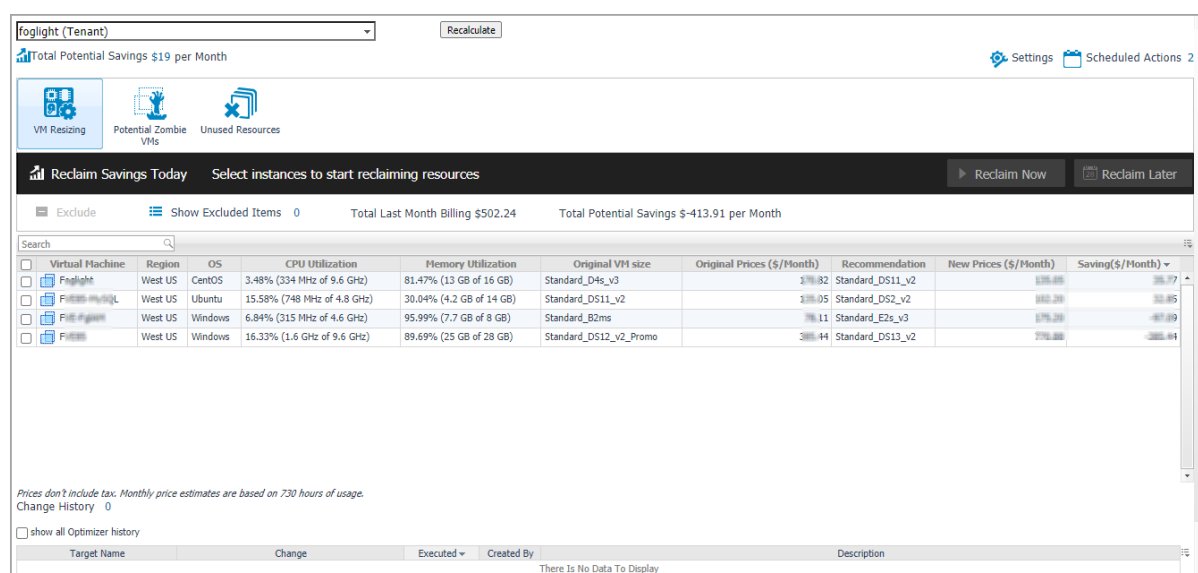 foglight (Tenant)
Recalculate
Total Potential Savings $19 per Month
Settings
Scheduled Actions 2
VM Resizing
Potential Zombie
VMs
Unused Resources
Reclaim Savings Today Select instances to start reclaiming resources
Reclaim Now
Reclaim Later
Exclude Show Excluded Items 0 Total Last Month Billing $502.24 Total Potential Savings $-413.91 per Month
Search
Virtual Machine Region OS CPU Utilization Memory Utilization Original VM size Original Prices ($/Month) Recommendation New Prices ($/Month) Saving($/Month)
West US CentOS 3.48% (334 MHz of 9.6 GHz) 81.47% (13 GB of 16 GB) Standard_D4s_v3 Standard_DS11_v2
West US Ubuntu 15.58% (748 MHz of 4.8 GHz) 30.04% (4.2 GB of 14 GB) Standard_DS11_v2 Standard_DS2_v2
West US Windows 6.84% (315 MHz of 4.6 GHz) 95.99% (7.7 GB of 8 GB) Standard_B2ms Standard_E2s_v3
West US Windows 16.33% (1.6 GHz of 9.6 GHz) 89.69% (25 GB of 28 GB) Standard_DS12_v2_Promo Standard_DS13_v2
Prices don't include tax. Monthly price estimates are based on 730 hours of usage.
Change History 0
show all Optimizer history
Target Name Change Executed Created By Description
There Is No Data To Display